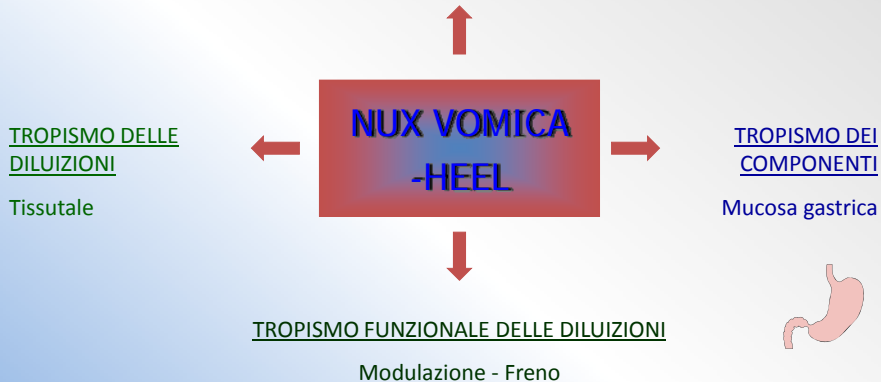 NUX VOMICA
-HEEL
TROPISMO DELLE
DILUIZIONI
Tissutale
TROPISMO DEI
COMPONENTI
Mucosa gastrica
TROPISMO FUNZIONALE DELLE DILUIZIONI
Modulazione - Freno